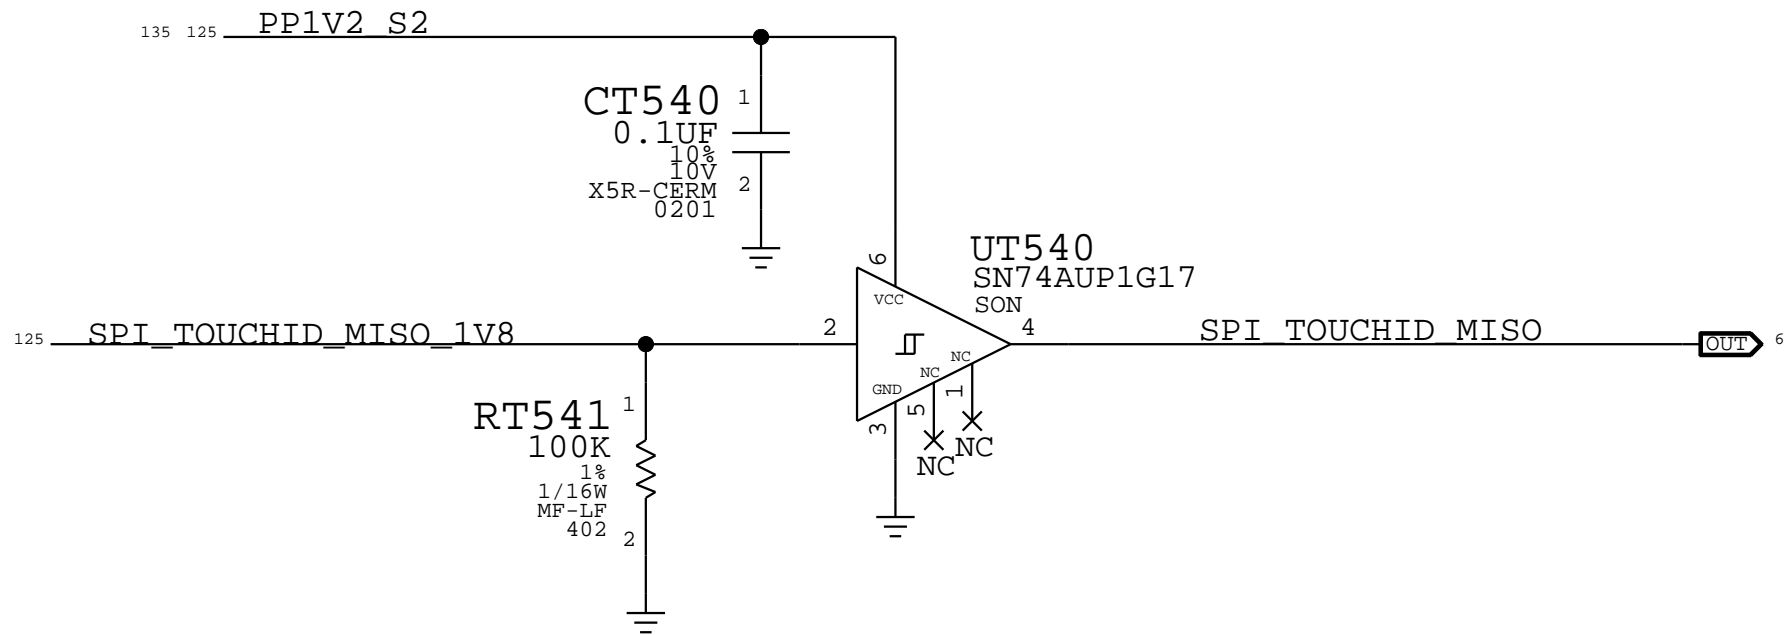 135 125 PP1V2_S2
CT540
0.1UF
10%
10V
X5R-CERM
0201
1
2
UT540
SN74AUP1G17
SON
6
VCC
125 SPI_TOUCHID_MISO_1V8
2
4
SPI_TOUCHID_MISO
OUT 6
NC
NC
GND
1
5
3
NC
NC
RT541
100K
1%
1/16W
MF-LF
402
1
2